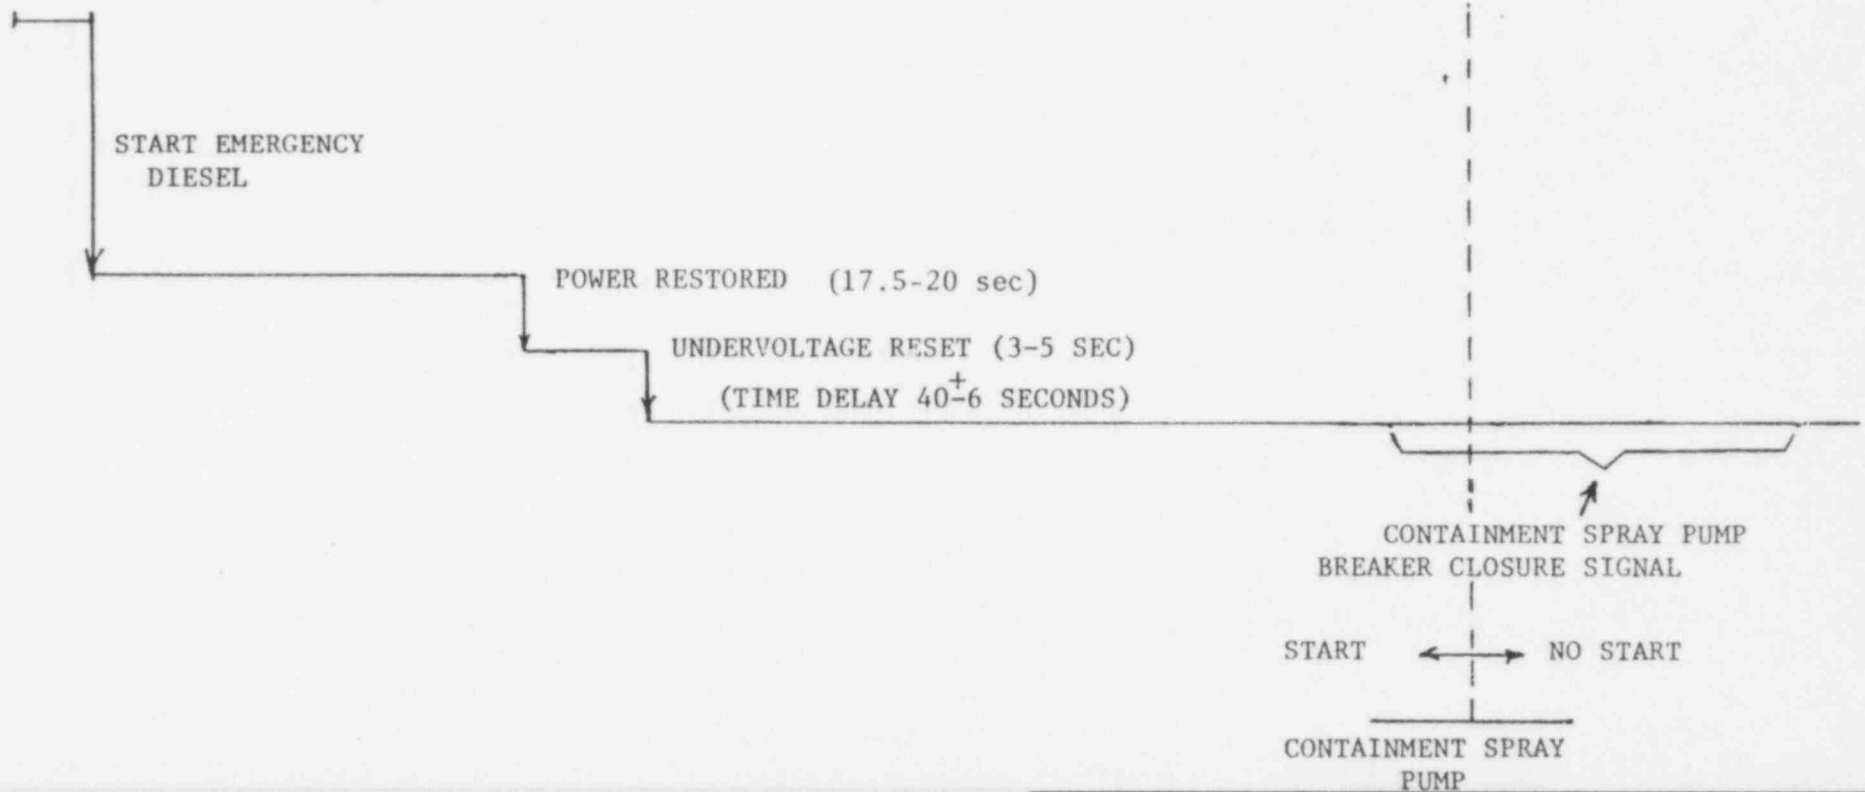 START EMERGENCY
DIESEL
POWER RESTORED (17.5-20 sec)
UNDERVOLTAGE RESET (3-5 SEC)
(TIME DELAY 40±6 SECONDS)
CONTAINMENT SPRAY PUMP
BREAKER CLOSURE SIGNAL
START NO START
CONTAINMENT SPRAY
PUMP